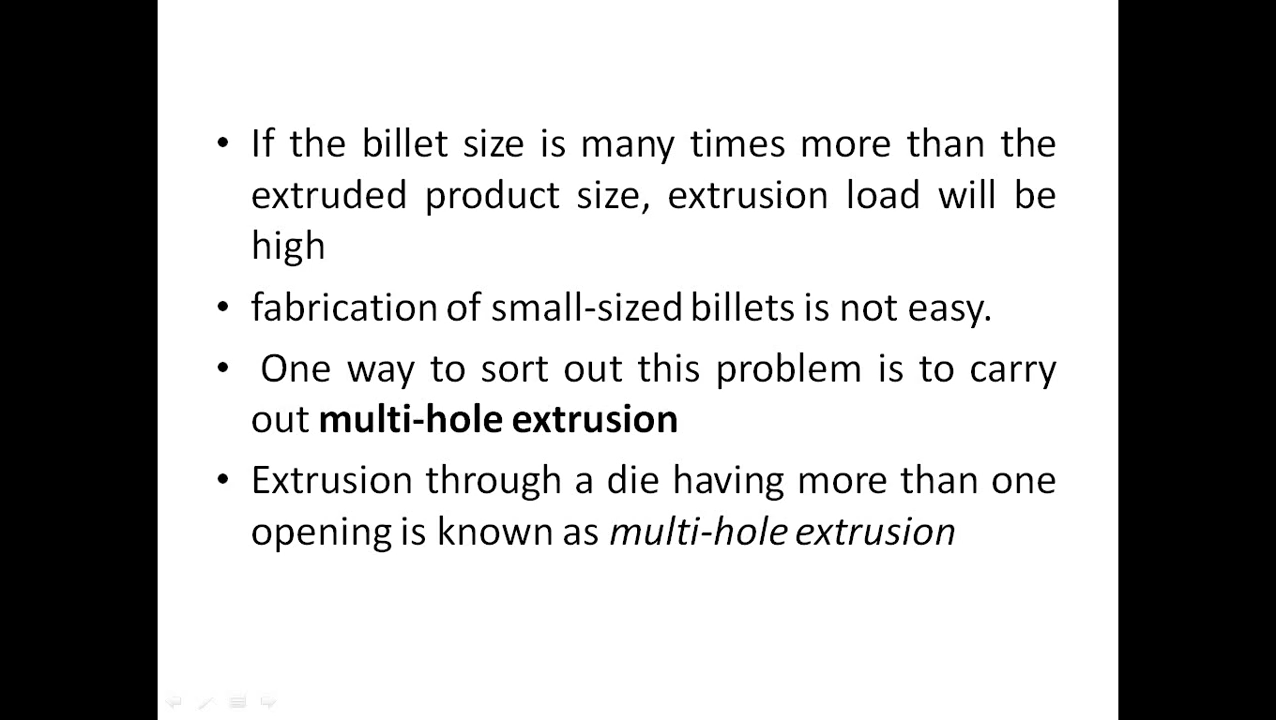 • If the billet size is many times more than the
extruded product size, extrusion load will be
high
• fabrication of small-sized billets is not easy.
• One way to sort out this problem is to carry
out multi-hole extrusion
• Extrusion through a die having more than one
opening is known as multi-hole extrusion